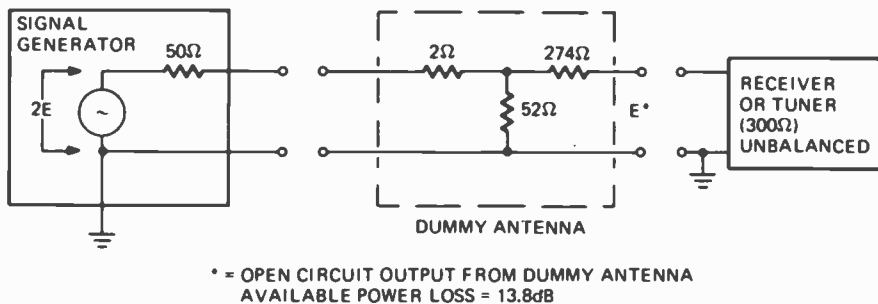 SIGNAL
GENERATOR
50Ω
2E
~
2Ω
274Ω
52Ω
E*
DUMMY ANTENNA
RECEIVER
OR TUNER
(300Ω)
UNBALANCED
* = OPEN CIRCUIT OUTPUT FROM DUMMY ANTENNA
AVAILABLE POWER LOSS = 13.8dB